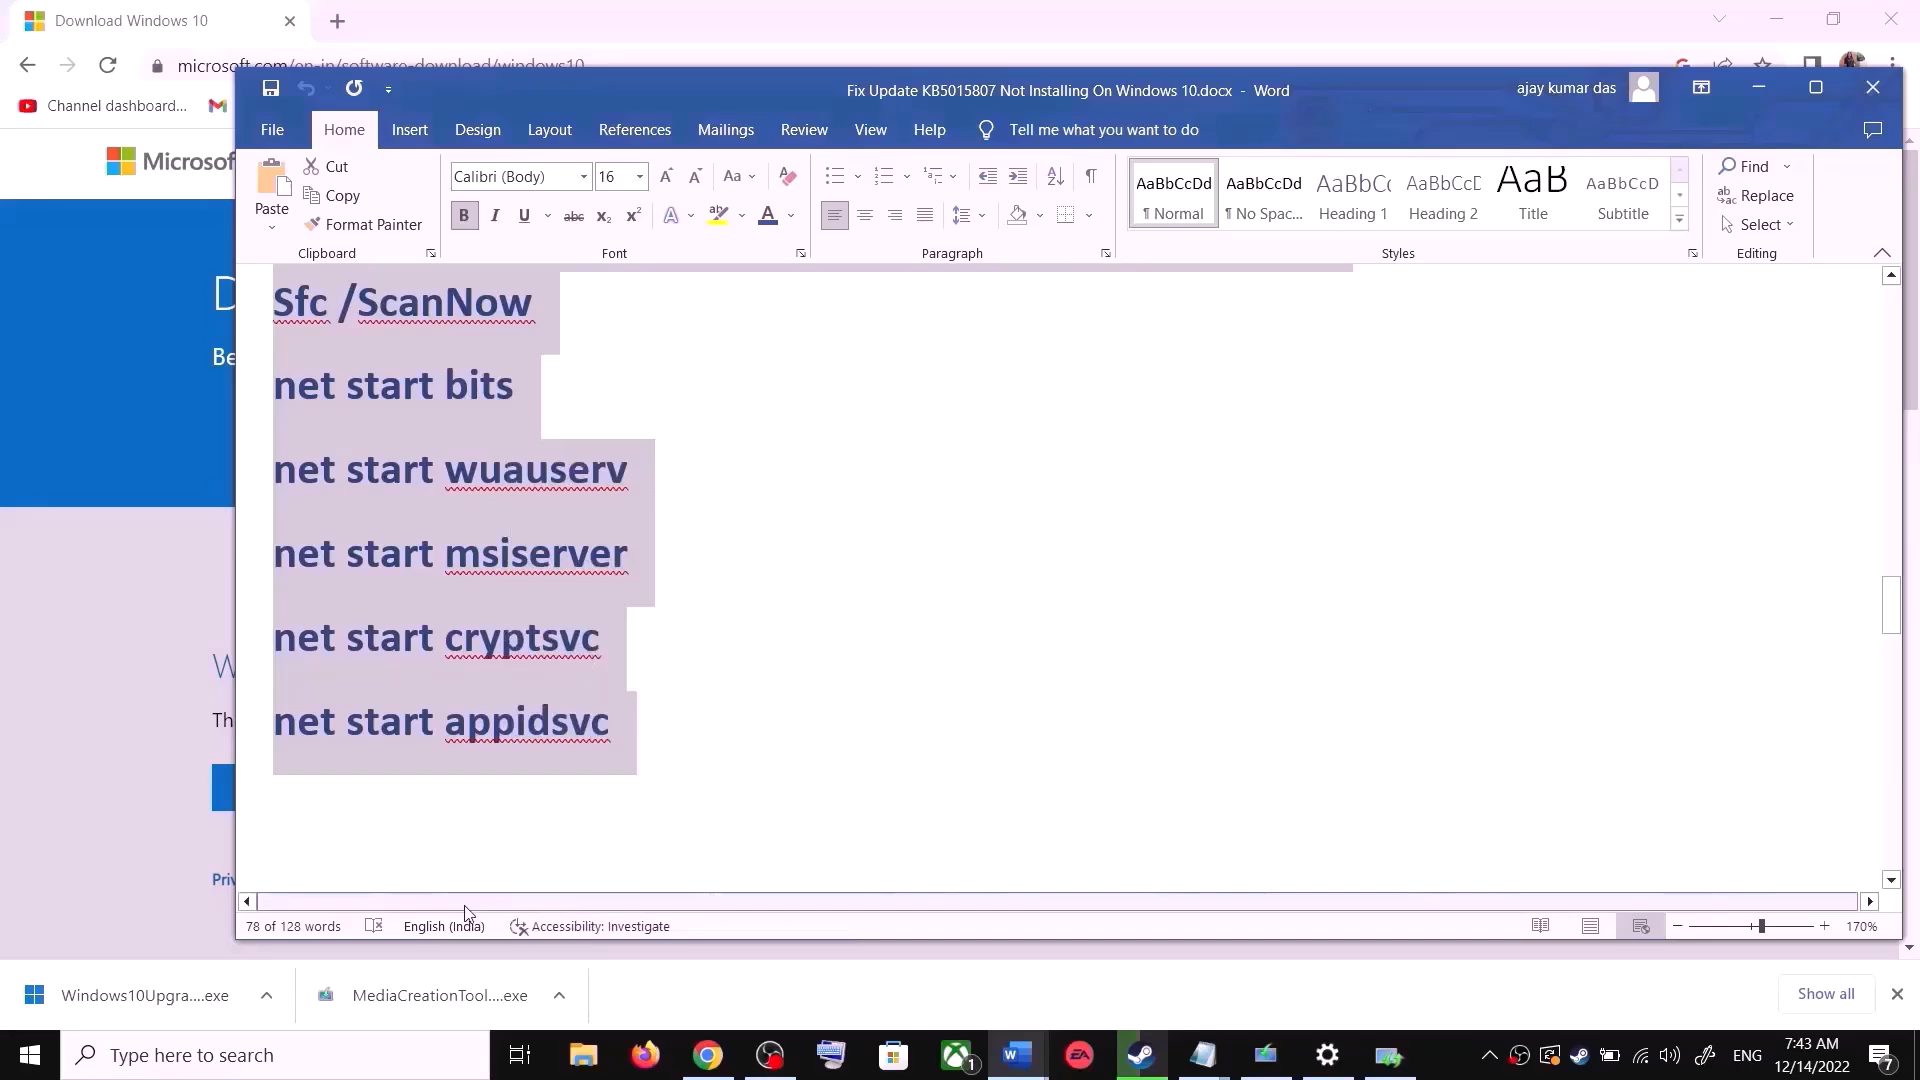 Download Windows 10
microsoft.com/en-in/software-download/windows10
Channel dashboard...
Fix Update KB5015807 Not Installing On Windows 10.docx - Word
ajay kumar das
File Home Insert Design Layout References Mailings Review View Help Tell me what you want to do
Paste
Cut
Copy
Format Painter
Clipboard
Calibri (Body) 16
Font
Paragraph
AaBbCcDd AaBbCcDd AaBbCc AaBbCcD AaB AaBbCcD
¶ Normal ¶ No Spac... Heading 1 Heading 2 Title Subtitle
Styles
Find
Replace
Select
Editing
Microsof
D
Be
W
Th
Priv
Sfc /ScanNow
net start bits
net start wuauserv
net start msiserver
net start cryptsvc
net start appidsvc
78 of 128 words English (India) Accessibility: Investigate 170%
Windows10Upgra....exe MediaCreationTool....exe Show all
Type here to search
1
ENG
7:43 AM
12/14/2022
7